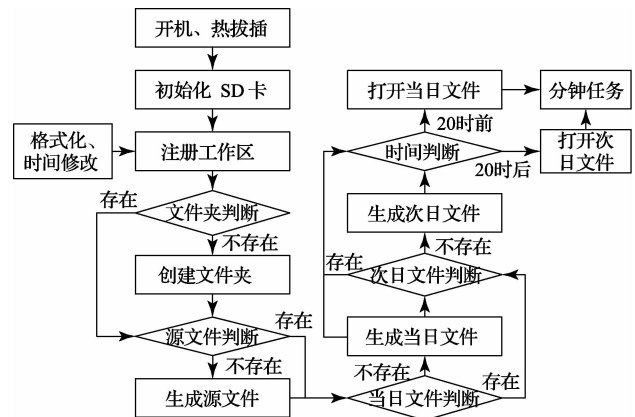 开机、热拔插
初始化 SD卡
格式化、
时间修改
注册工作区
存在
文件夹判断
不存在
创建文件夹
源文件判断
存在
不存在
生成源文件
打开当日文件
分钟任务
20时前
时间判断
20时后
打开次
日文件
生成次日文件
不存在
存在
次日文件判断
生成当日文件
不存在
存在
当日文件判断